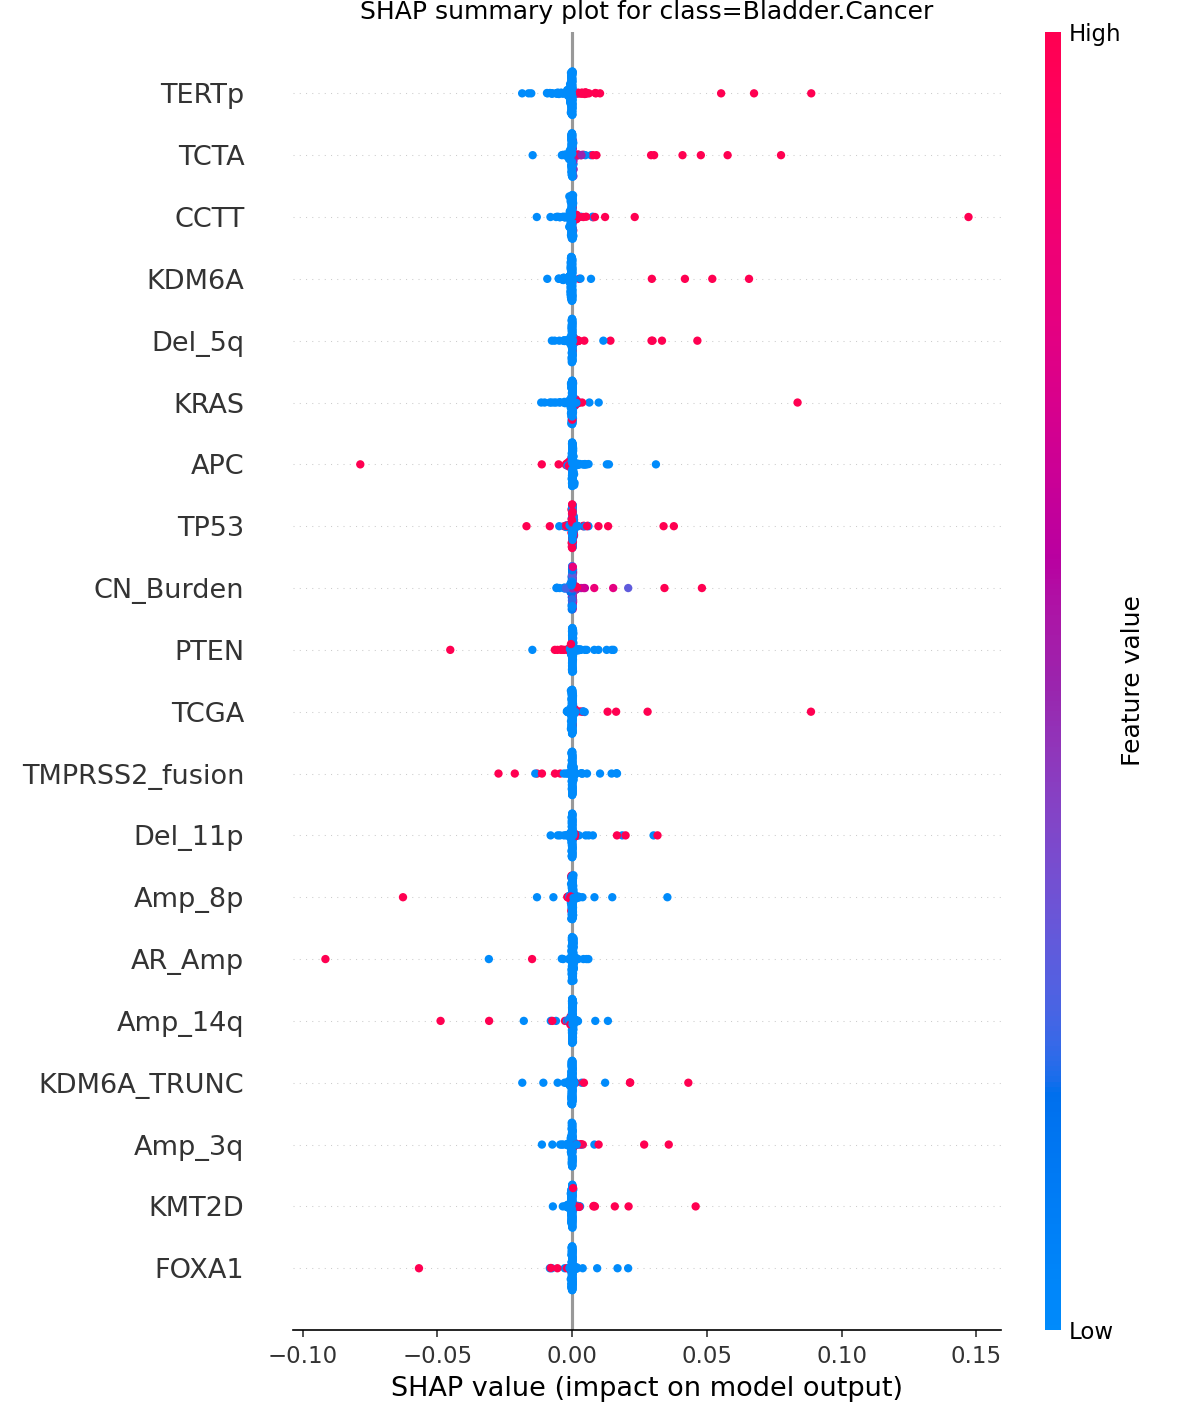 SHAP summary plot for class=Bladder.Cancer
High
TERTp
TCTA
CCTT
KDM6A
Del_5q
KRAS
APC
TP53
CN_Burden
PTEN
TCGA
TMPRSS2_fusion
Del_11p
Amp_8p
AR_Amp
Amp_14q
KDM6A_TRUNC
Amp_3q
KMT2D
FOXA1
Feature value
Low
−0.10 −0.05 0.00 0.05 0.10 0.15
SHAP value (impact on model output)